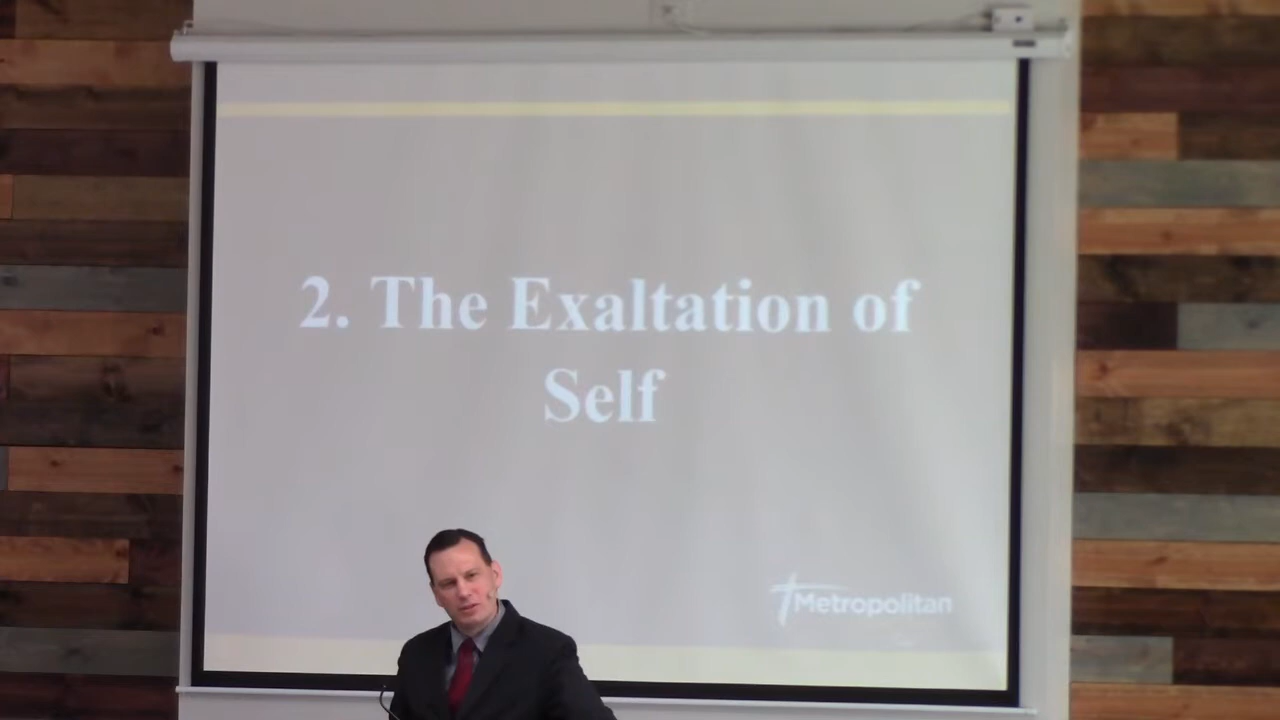 2. The Exaltation of
Self
Metropolitan